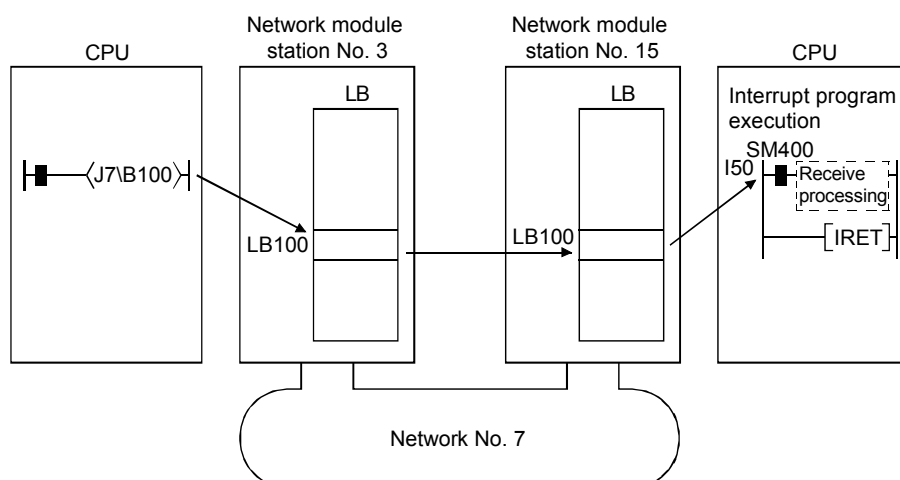 CPU
Network module
station No. 3
Network module
station No. 15
CPU
LB
LB
Interrupt program
execution
SM400
I50
Receive
processing
J7\B100
LB100
LB100
IRET
Network No. 7